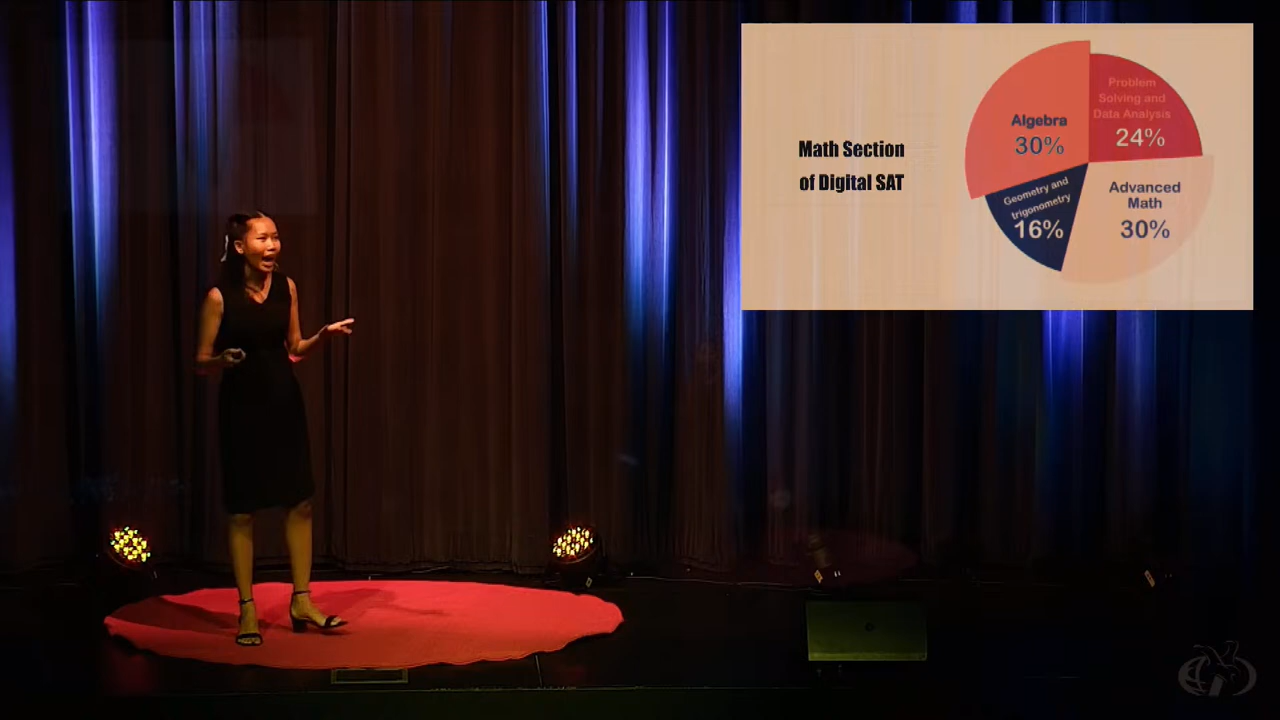 Math Section
of Digital SAT
Algebra
30%
Problem
Solving and
Data Analysis
24%
Geometry and
trigonometry
16%
Advanced
Math
30%